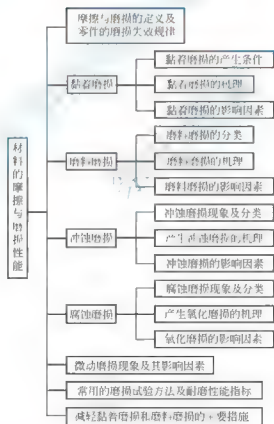 材料的摩擦与磨损性能
摩擦与磨损的定义及
零件的磨损失效规律
黏着磨损
黏着磨损的产生条件
黏着磨损的机理
黏着磨损的影响因素
磨料磨损
磨料磨损的分类
磨料磨损的机理
磨料磨损的影响因素
冲蚀磨损
冲蚀磨损现象及分类
产生冲蚀磨损的机理
冲蚀磨损的影响因素
腐蚀磨损
腐蚀磨损现象及分类
产生氧化磨损的机理
氧化磨损的影响因素
微动磨损现象及其影响因素
常用的磨损试验方法及耐磨性能指标
减轻黏着磨损和磨料磨损的主要措施